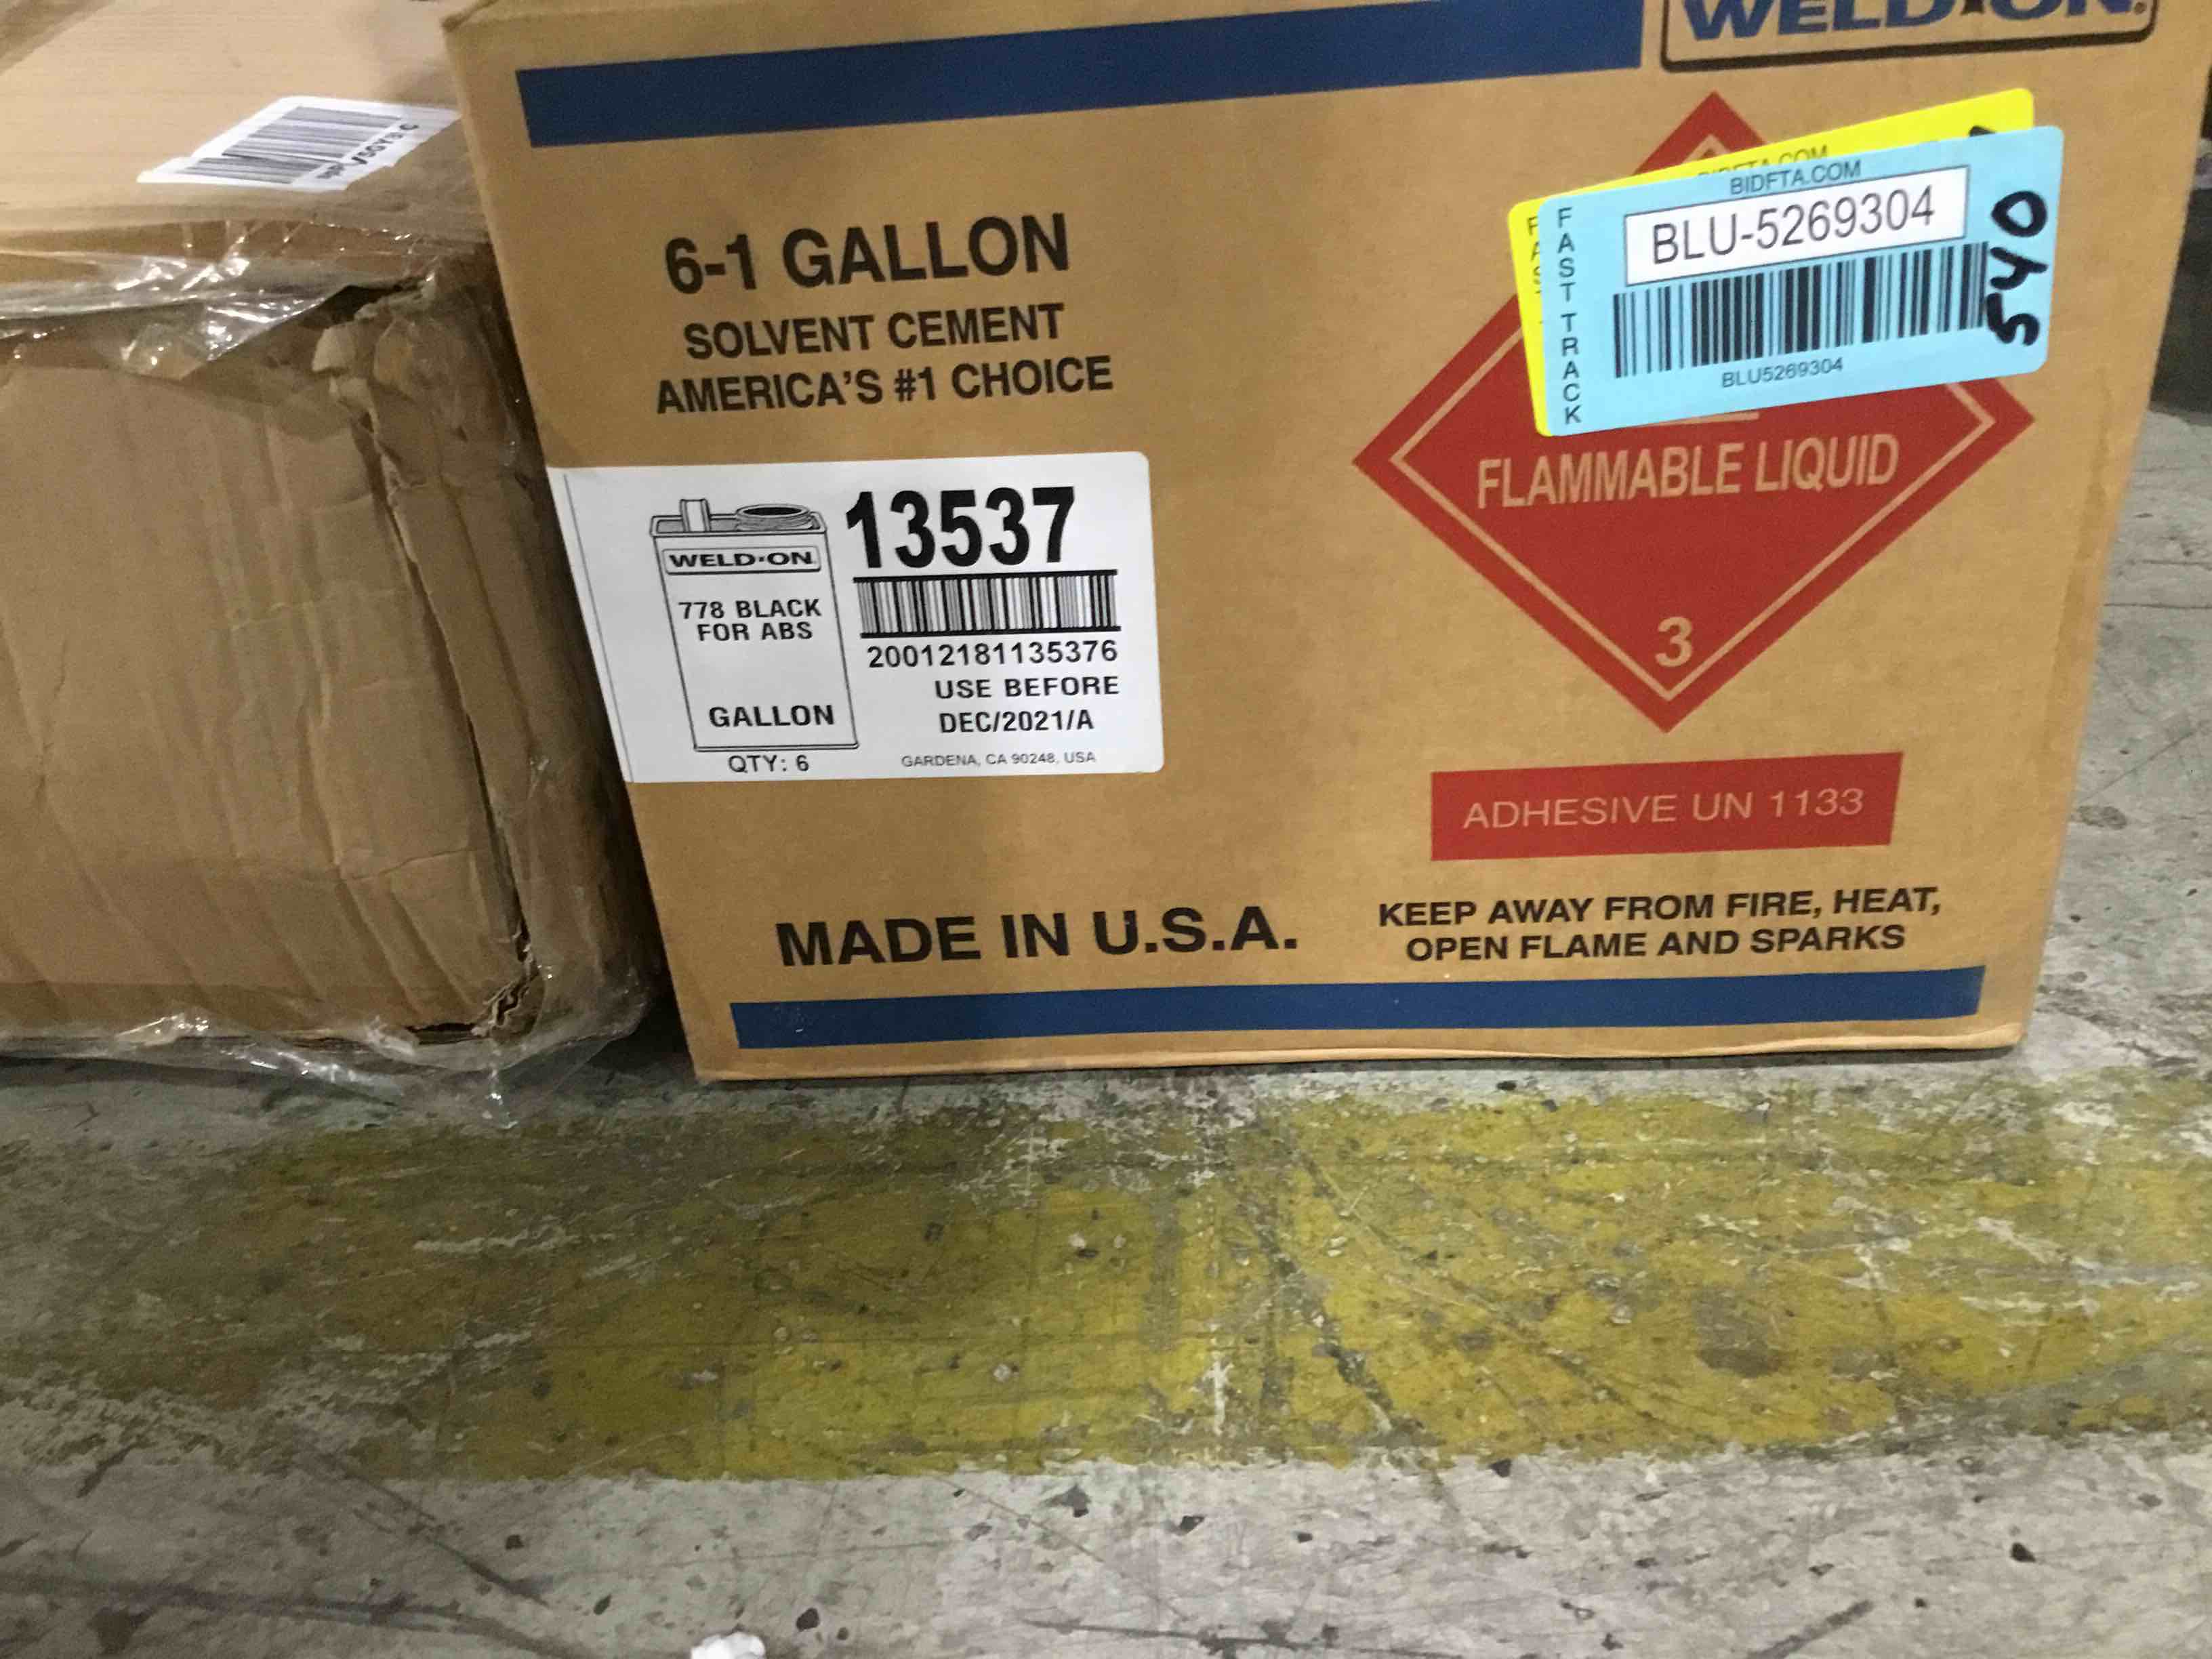 WELD-ON®
BIDFTA.COM
BIDFTA.COM
BLU-5269304
FAST TRACK
BLU5269304
540
6-1 GALLON
SOLVENT CEMENT
AMERICA'S #1 CHOICE
FLAMMABLE LIQUID
3
13537
WELD-ON
778 BLACK
FOR ABS
GALLON
QTY: 6
20012181135376
USE BEFORE
DEC/2021/A
GARDENA, CA 90248, USA
ADHESIVE UN 1133
MADE IN U.S.A.
KEEP AWAY FROM FIRE, HEAT,
OPEN FLAME AND SPARKS